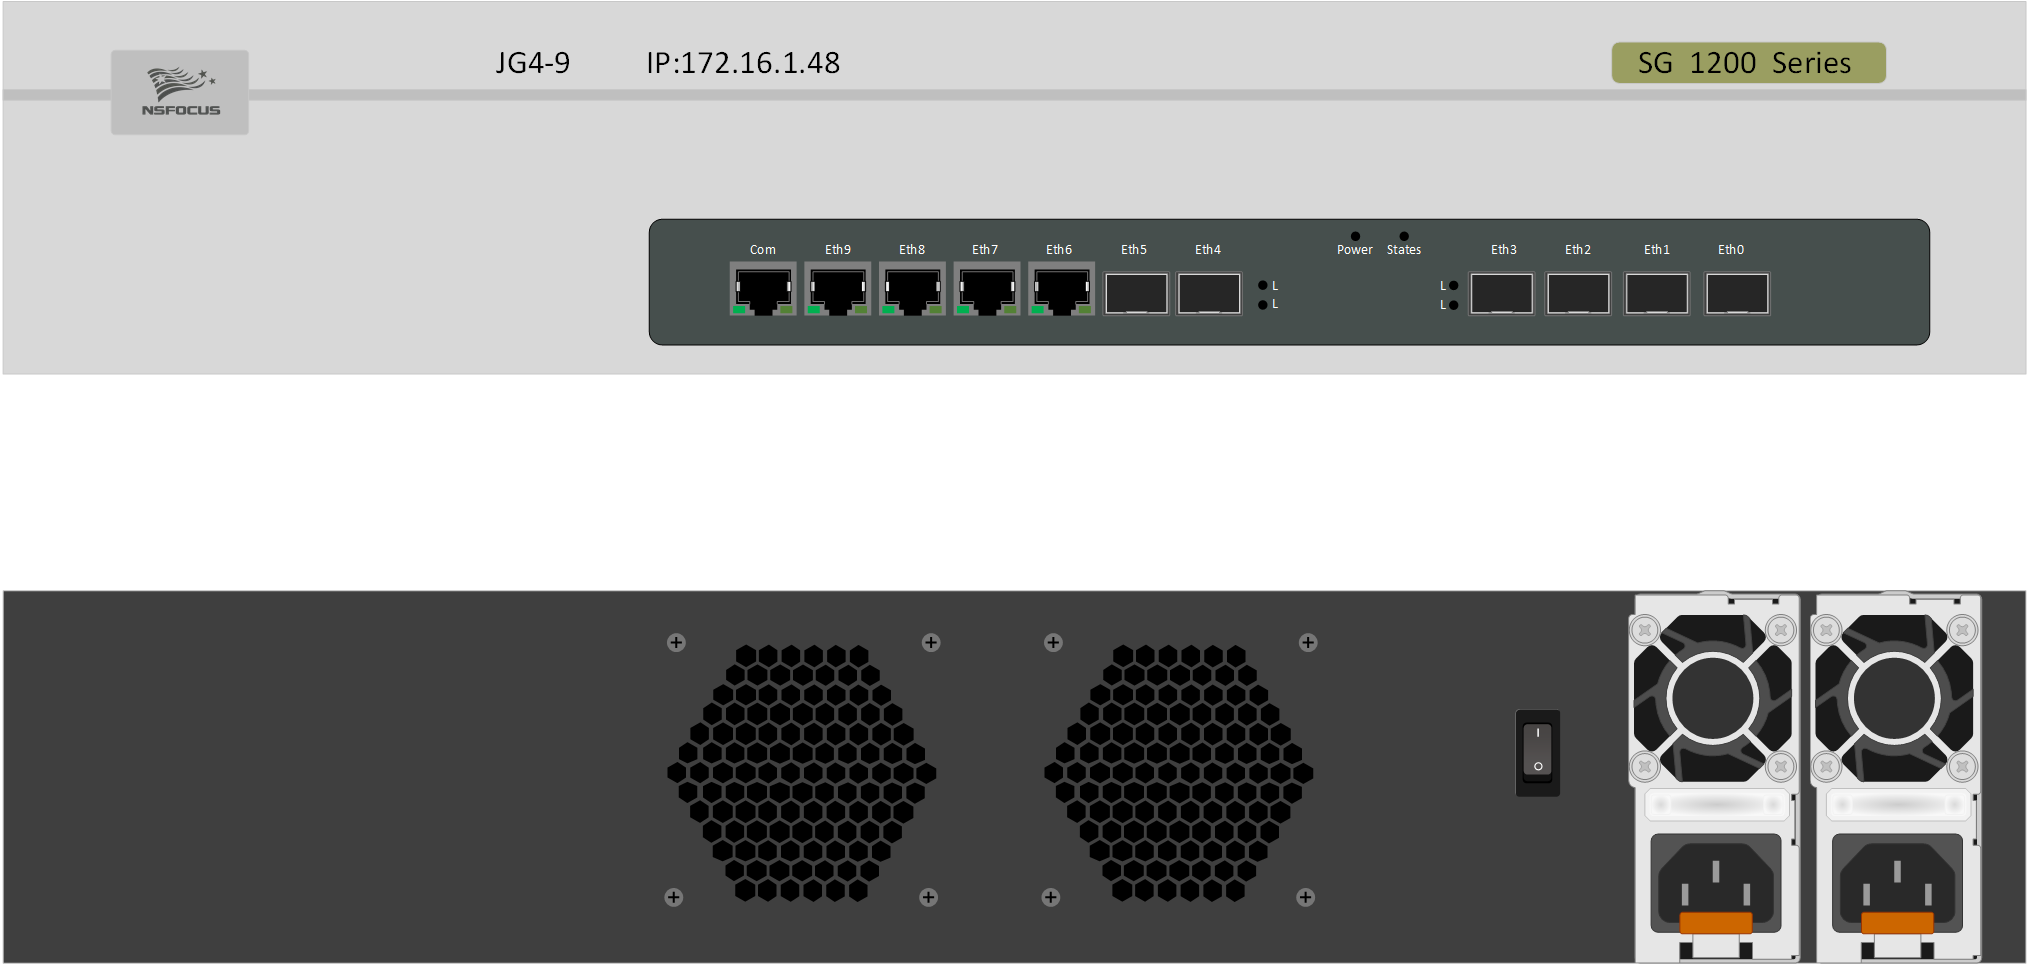 JG4-9 IP:172.16.1.48 SG 1200 Series
NSFOCUS
Com Eth9 Eth8 Eth7 Eth6 Eth5 Eth4 Power States Eth3 Eth2 Eth1 Eth0
L L
L L